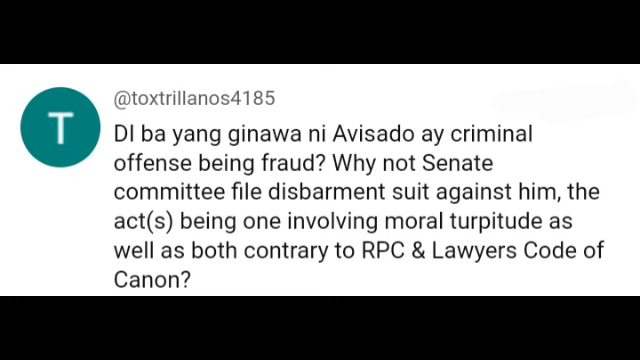 T
@toxtrillanos4185
DI ba yang ginawa ni Avisado ay criminal
offense being fraud? Why not Senate
committee file disbarment suit against him, the
act(s) being one involving moral turpitude as
well as both contrary to RPC & Lawyers Code of
Canon?